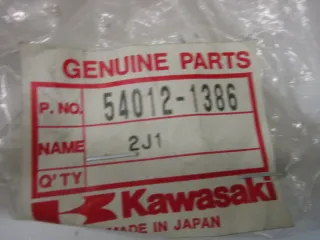 GENUINE PARTS
P. NO. 54012-1386
NAME 2J1
Q'TY
Kawasaki
MADE IN JAPAN